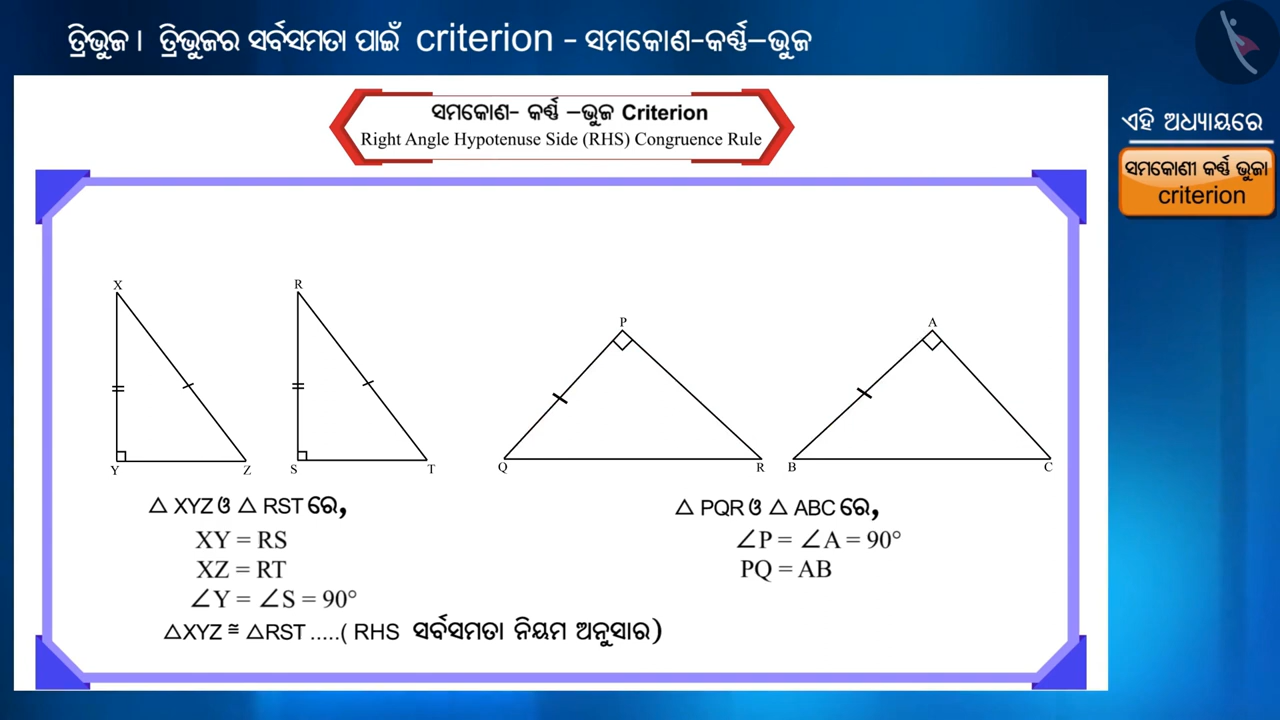 ତ୍ରିଭୁଜ। ତ୍ରିଭୁଜର ସର୍ବସମତା ପାଇଁ criterion - ସମକୋଣ-କର୍ଣ୍ଣ–ଭୁଜ
ସମକୋଣ- କର୍ଣ୍ଣ –ଭୁଜ Criterion
Right Angle Hypotenuse Side (RHS) Congruence Rule
ଏହି ଅଧ୍ୟାୟରେ
ସମକୋଣୀ କର୍ଣ୍ଣ ଭୁଜା
criterion
X
Y
Z
R
S
T
P
Q
R
A
B
C
△ XYZ ଓ △ RST ରେ,
XY = RS
XZ = RT
∠Y = ∠S = 90°
△XYZ ≅ △RST .....( RHS ସର୍ବସମତା ନିୟମ ଅନୁସାର)
△ PQR ଓ △ ABC ରେ,
∠P = ∠A = 90°
PQ = AB